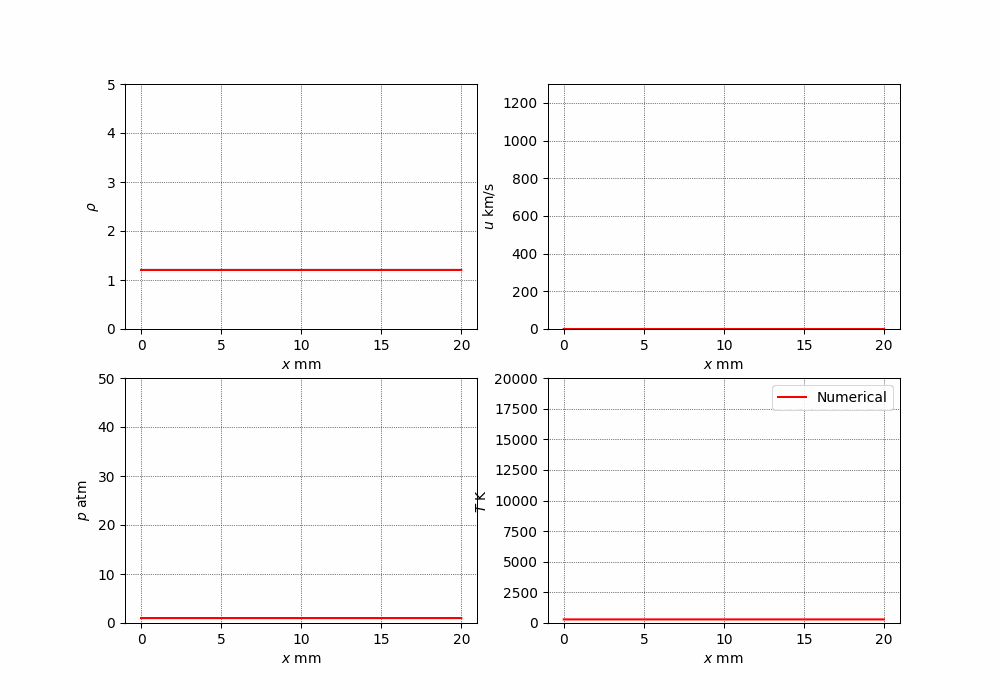 5
4
3
2
1
0
ρ
0 5 10 15 20
x mm
1200
1000
800
600
400
200
0
u km/s
0 5 10 15 20
x mm
50
40
30
20
10
0
p atm
0 5 10 15 20
x mm
20000
17500
15000
12500
10000
7500
5000
2500
0
T K
Numerical
0 5 10 15 20
x mm